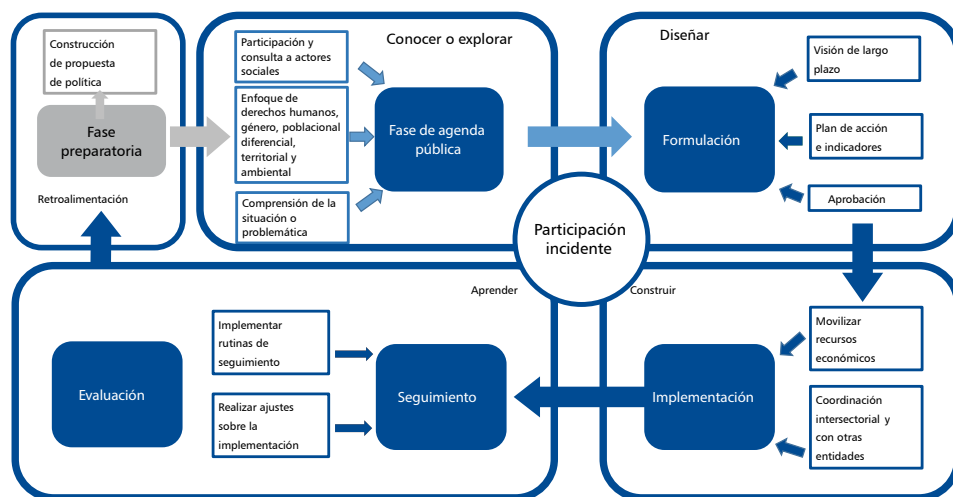 Construcción
de propuesta
de política
Fase
preparatoria
Retroalimentación
Conocer o explorar
Participación y
consulta a actores
sociales
Enfoque de
derechos humanos,
género, poblacional
diferencial,
territorial y
ambiental
Comprensión de la
situación o
problemática
Fase de agenda
pública
Diseñar
Formulación
Visión de largo
plazo
Plan de acción
e indicadores
Aprobación
Participación
incidente
Aprender
Evaluación
Implementar
rutinas de
seguimiento
Realizar ajustes
sobre la
implementación
Seguimiento
Construir
Implementación
Movilizar
recursos
económicos
Coordinación
intersectorial y
con otras
entidades